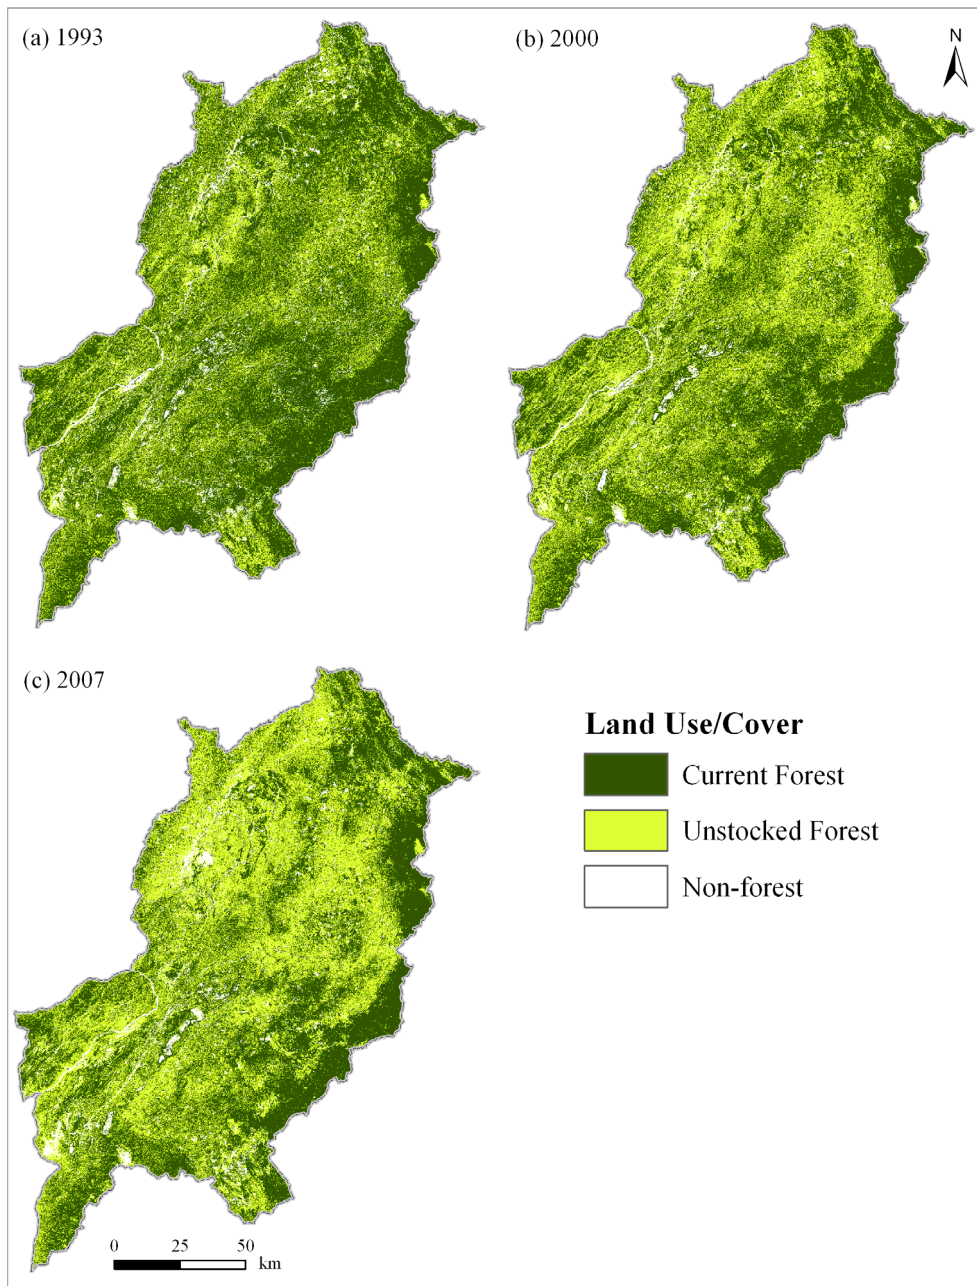 (a) 1993
(b) 2000
N
(c) 2007
Land Use/Cover
Current Forest
Unstocked Forest
Non-forest
0 25 50
km